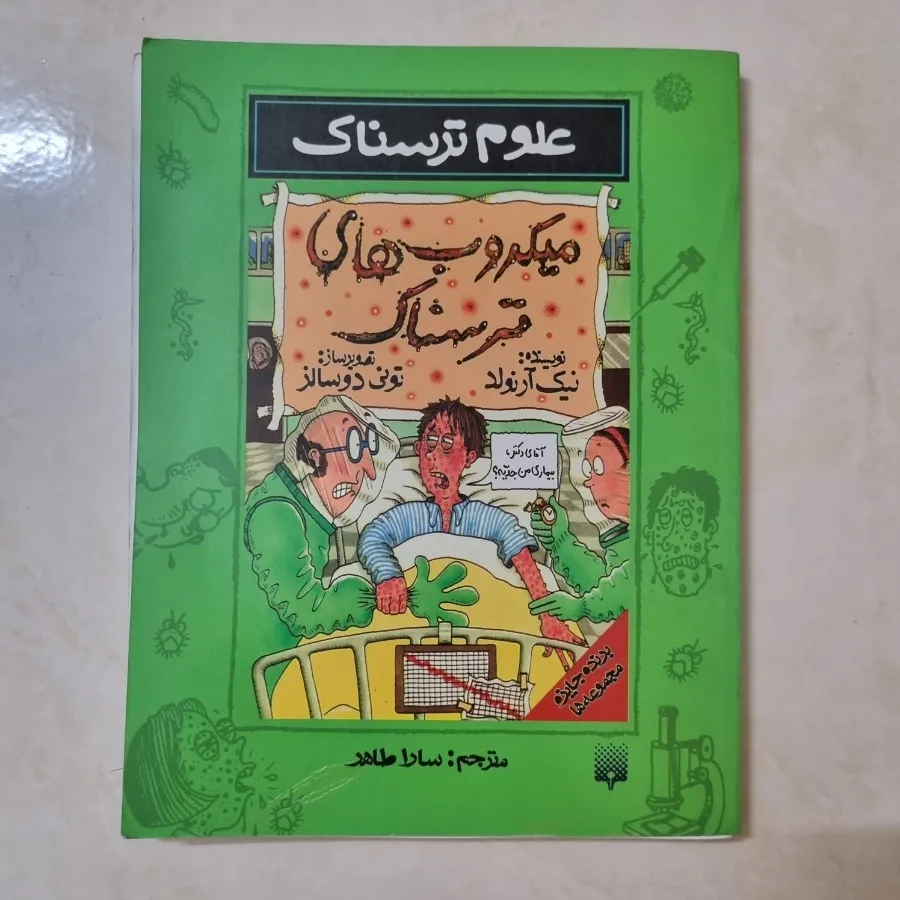 علوم ترسناک
میکروب‌های
ترسناک
نویسنده:
نیک آرنولد
تصویرساز:
تونی دوسالز
آقای دکتر،
بیماری من جدیّه؟
برنده جایزه
مجموعه‌ها
مترجم: سارا طاهر